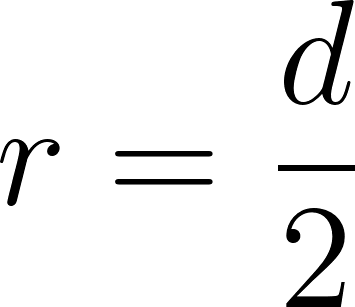 r = d/2